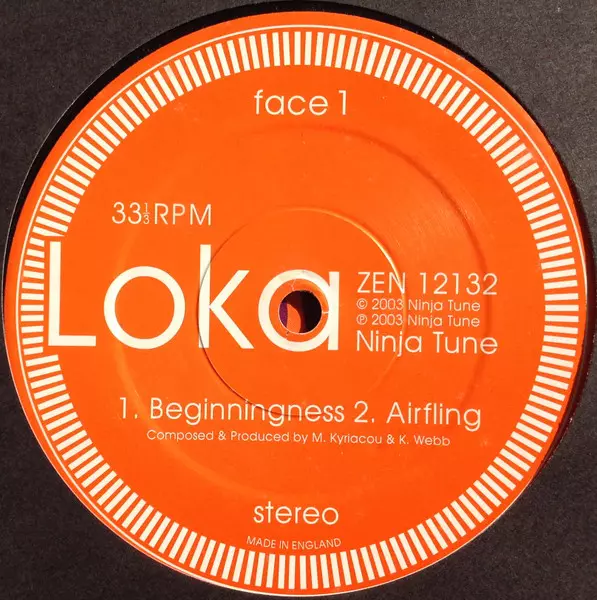 face 1
33⅓RPM
Loka
ZEN 12132
© 2003 Ninja Tune
℗ 2003 Ninja Tune
Ninja Tune
1. Beginningness 2. Airfling
Composed & Produced by M. Kyriacou & K. Webb
stereo
MADE IN ENGLAND